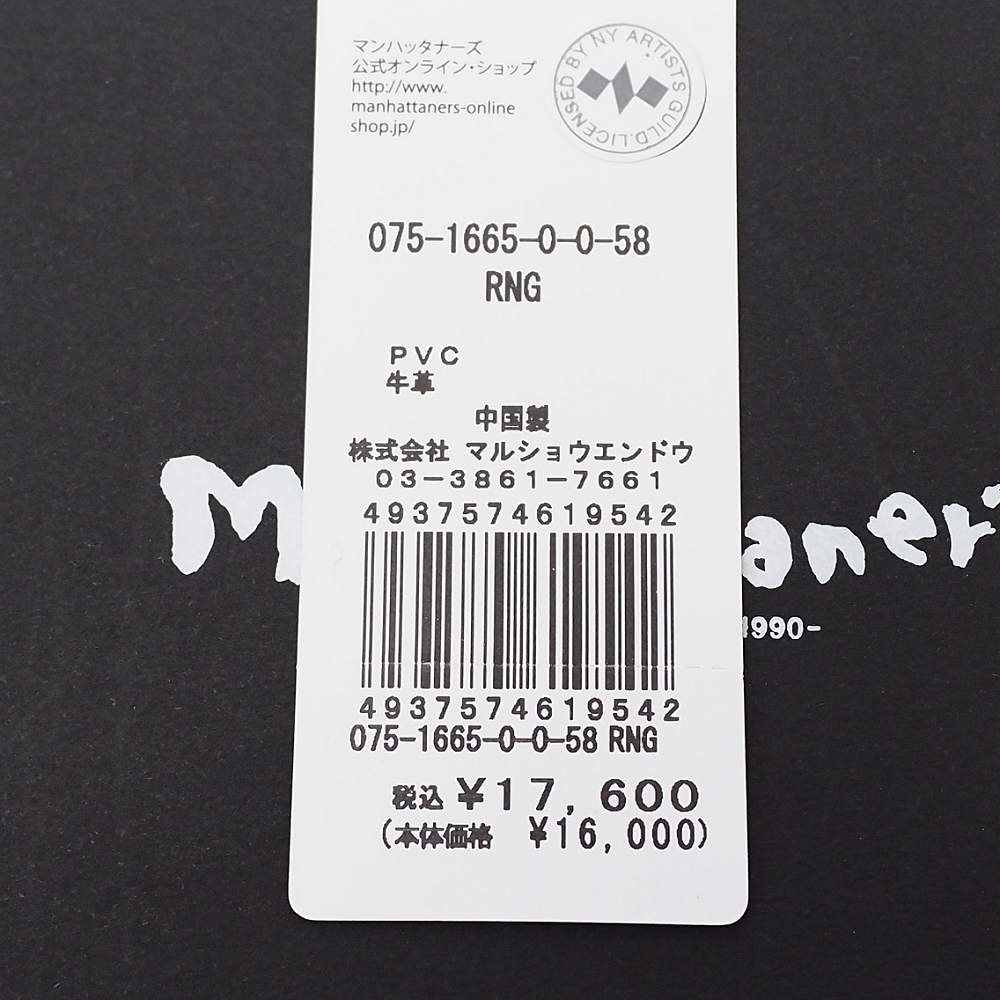 マンハッタナーズ
公式オンライン・ショップ
http://www.
manhattaners-online
shop.jp/
LICENSED BY NY ARTISTS GUILD.
075-1665-0-0-58
RNG
PVC
牛革
中国製
株式会社 マルショウエンドウ
03-3861-7661
4937574619542
4937574619542
075-1665-0-0-58 RNG
税込 ¥17,600
(本体価格 ¥16,000)
M
aner
990-